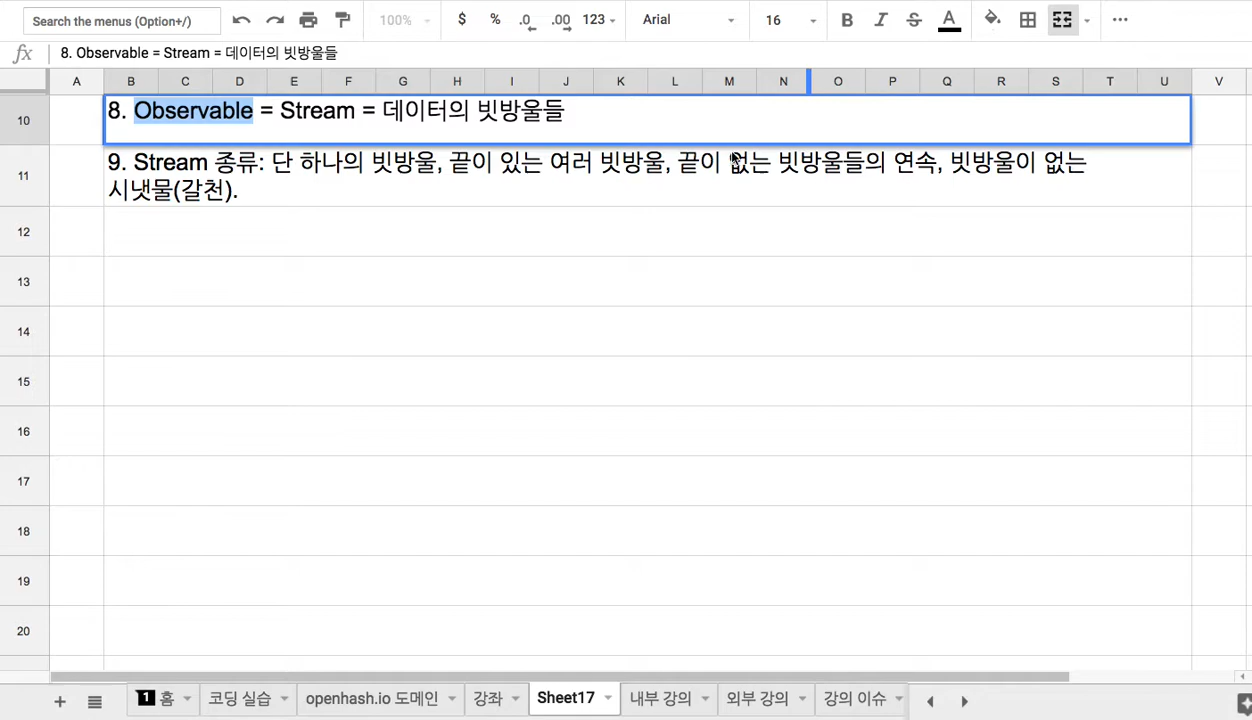 Search the menus (Option+/)
100%
$
%
.0
.00
123
Arial
16
B
I
S
A
fx
8. Observable = Stream = 데이터의 빗방울들
A B C D E F G H I J K L M N O P Q R S T U V
10
8. Observable = Stream = 데이터의 빗방울들
11
9. Stream 종류: 단 하나의 빗방울, 끝이 있는 여러 빗방울, 끝이 없는 빗방울들의 연속, 빗방울이 없는
시냇물(갈천).
12
13
14
15
16
17
18
19
20
1 홈
코딩 실습
openhash.io 도메인
강좌
Sheet17
내부 강의
외부 강의
강의 이슈